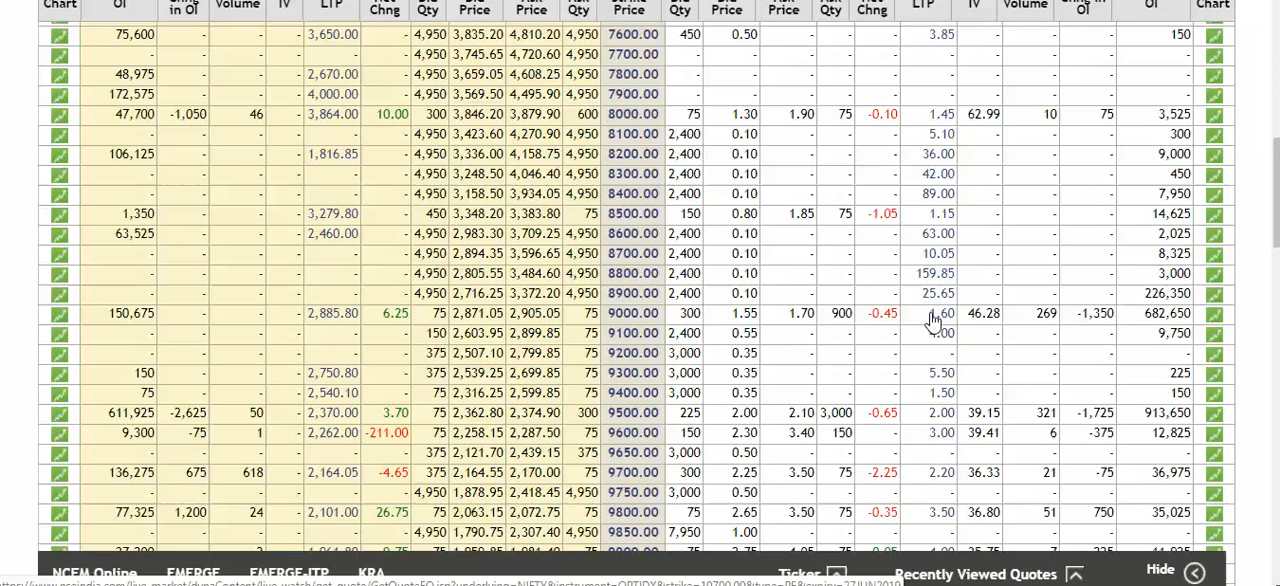 Chart OI in OI Volume IV LTP Chng Qty Price Price Qty Price Qty Price Price Qty Chng LTP IV Volume OI OI Chart
75,600 - - - 3,650.00 - 4,950 3,835.20 4,810.20 4,950 7600.00 450 0.50 - - - 3.85 - - - 150
- - - - - - 4,950 3,745.65 4,720.60 4,950 7700.00 - - - - - - - - - -
48,975 - - - 2,670.00 - 4,950 3,659.05 4,608.25 4,950 7800.00 - - - - - - - - - -
172,575 - - - 4,000.00 - 4,950 3,569.50 4,495.90 4,950 7900.00 - - - - - - - - - -
47,700 -1,050 46 - 3,864.00 10.00 300 3,846.20 3,879.90 600 8000.00 75 1.30 1.90 75 -0.10 1.45 62.99 10 75 3,525
- - - - - - 4,950 3,423.60 4,270.90 4,950 8100.00 2,400 0.10 - - - 5.10 - - - 300
106,125 - - - 1,816.85 - 4,950 3,336.00 4,158.75 4,950 8200.00 2,400 0.10 - - - 36.00 - - - 9,000
- - - - - - 4,950 3,248.50 4,046.40 4,950 8300.00 2,400 0.10 - - - 42.00 - - - 450
- - - - - - 4,950 3,158.50 3,934.05 4,950 8400.00 2,400 0.10 - - - 89.00 - - - 7,950
1,350 - - - 3,279.80 - 450 3,348.20 3,383.80 75 8500.00 150 0.80 1.85 75 -1.05 1.15 - - - 14,625
63,525 - - - 2,460.00 - 4,950 2,983.30 3,709.25 4,950 8600.00 2,400 0.10 - - - 63.00 - - - 2,025
- - - - - - 4,950 2,894.35 3,596.65 4,950 8700.00 2,400 0.10 - - - 10.05 - - - 8,325
- - - - - - 4,950 2,805.55 3,484.60 4,950 8800.00 2,400 0.10 - - - 159.85 - - - 3,000
- - - - - - 4,950 2,716.25 3,372.20 4,950 8900.00 2,400 0.10 - - - 25.65 - - - 226,350
150,675 - - - 2,885.80 6.25 75 2,871.05 2,905.05 75 9000.00 300 1.55 1.70 900 -0.45 1.60 46.28 269 -1,350 682,650
- - - - - - 150 2,603.95 2,899.85 75 9100.00 2,400 0.55 - - - .00 - - - 9,750
- - - - - - 375 2,507.10 2,799.85 75 9200.00 3,000 0.35 - - - - - - - -
150 - - - 2,750.80 - 375 2,539.25 2,699.85 75 9300.00 3,000 0.35 - - - 5.50 - - - 225
75 - - - 2,540.10 - 75 2,316.25 2,599.85 75 9400.00 3,000 0.35 - - - 1.50 - - - 150
611,925 -2,625 50 - 2,370.00 3.70 75 2,362.80 2,374.90 300 9500.00 225 2.00 2.10 3,000 -0.65 2.00 39.15 321 -1,725 913,650
9,300 -75 1 - 2,262.00 -211.00 75 2,258.15 2,287.50 75 9600.00 150 2.30 3.40 150 - 3.00 39.41 6 -375 12,825
- - - - - - 375 2,121.70 2,439.15 375 9650.00 3,000 0.50 - - - - - - - -
136,275 675 618 - 2,164.05 -4.65 75 2,164.55 2,170.00 75 9700.00 300 2.25 3.50 75 -2.25 2.20 36.33 21 -75 36,975
- - - - - - 4,950 1,878.95 2,418.45 4,950 9750.00 3,000 0.50 - - - - - - - -
77,325 1,200 24 - 2,101.00 26.75 75 2,063.15 2,072.75 75 9800.00 75 2.65 3.50 75 -0.35 3.50 36.80 51 750 35,025
- - - - - - 4,950 1,790.75 2,307.40 4,950 9850.00 7,950 1.00 - - - - - - - -
NCFM Online EMERGE EMERGE-ITP KRA Ticker Recently Viewed Quotes Hide